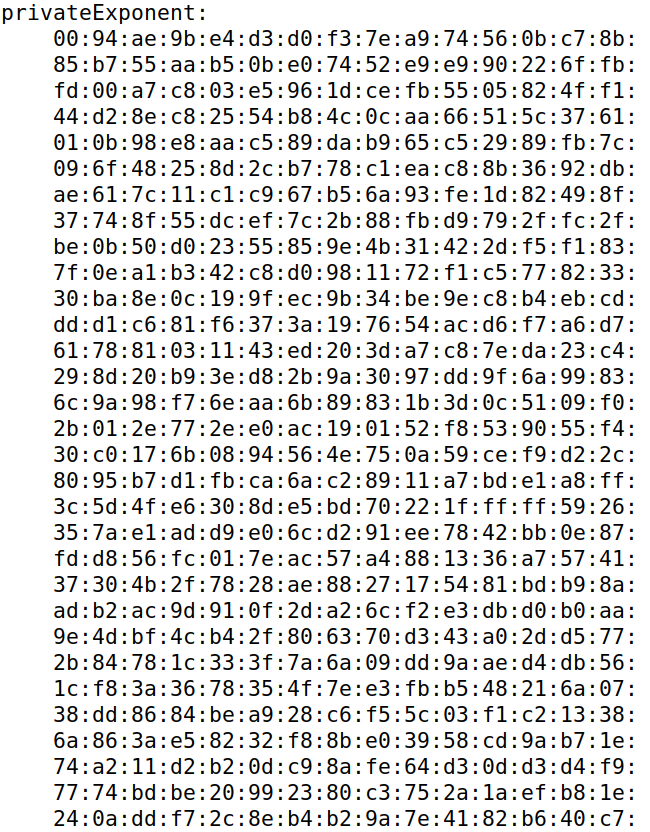 privateExponent:
00:94:ae:9b:e4:d3:d0:f3:7e:a9:74:56:0b:c7:8b:
85:b7:55:aa:b5:0b:e0:74:52:e9:e9:90:22:6f:fb:
fd:00:a7:c8:03:e5:96:1d:ce:fb:55:05:82:4f:f1:
44:d2:8e:c8:25:54:b8:4c:0c:aa:66:51:5c:37:61:
01:0b:98:e8:aa:c5:89:da:b9:65:c5:29:89:fb:7c:
09:6f:48:25:8d:2c:b7:78:c1:ea:c8:8b:36:92:db:
ae:61:7c:11:c1:c9:67:b5:6a:93:fe:1d:82:49:8f:
37:74:8f:55:dc:ef:7c:2b:88:fb:d9:79:2f:fc:2f:
be:0b:50:d0:23:55:85:9e:4b:31:42:2d:f5:f1:83:
7f:0e:a1:b3:42:c8:d0:98:11:72:f1:c5:77:82:33:
30:ba:8e:0c:19:9f:ec:9b:34:be:9e:c8:b4:eb:cd:
dd:d1:c6:81:f6:37:3a:19:76:54:ac:d6:f7:a6:d7:
61:78:81:03:11:43:ed:20:3d:a7:c8:7e:da:23:c4:
29:8d:20:b9:3e:d8:2b:9a:30:97:dd:9f:6a:99:83:
6c:9a:98:f7:6e:aa:6b:89:83:1b:3d:0c:51:09:f0:
2b:01:2e:77:2e:e0:ac:19:01:52:f8:53:90:55:f4:
30:c0:17:6b:08:94:56:4e:75:0a:59:ce:f9:d2:2c:
80:95:b7:d1:fb:ca:6a:c2:89:11:a7:bd:e1:a8:ff:
3c:5d:4f:e6:30:8d:e5:bd:70:22:1f:ff:ff:59:26:
35:7a:e1:ad:d9:e0:6c:d2:91:ee:78:42:bb:0e:87:
fd:d8:56:fc:01:7e:ac:57:a4:88:13:36:a7:57:41:
37:30:4b:2f:78:28:ae:88:27:17:54:81:bd:b9:8a:
ad:b2:ac:9d:91:0f:2d:a2:6c:f2:e3:db:d0:b0:aa:
9e:4d:bf:4c:b4:2f:80:63:70:d3:43:a0:2d:d5:77:
2b:84:78:1c:33:3f:7a:6a:09:dd:9a:ae:d4:db:56:
1c:f8:3a:36:78:35:4f:7e:e3:fb:b5:48:21:6a:07:
38:dd:86:84:be:a9:28:c6:f5:5c:03:f1:c2:13:38:
6a:86:3a:e5:82:32:f8:8b:e0:39:58:cd:9a:b7:1e:
74:a2:11:d2:b2:0d:c9:8a:fe:64:d3:0d:d3:d4:f9:
77:74:bd:be:20:99:23:80:c3:75:2a:1a:ef:b8:1e:
24:0a:dd:f7:2c:8e:b4:b2:9a:7e:41:82:b6:40:c7: